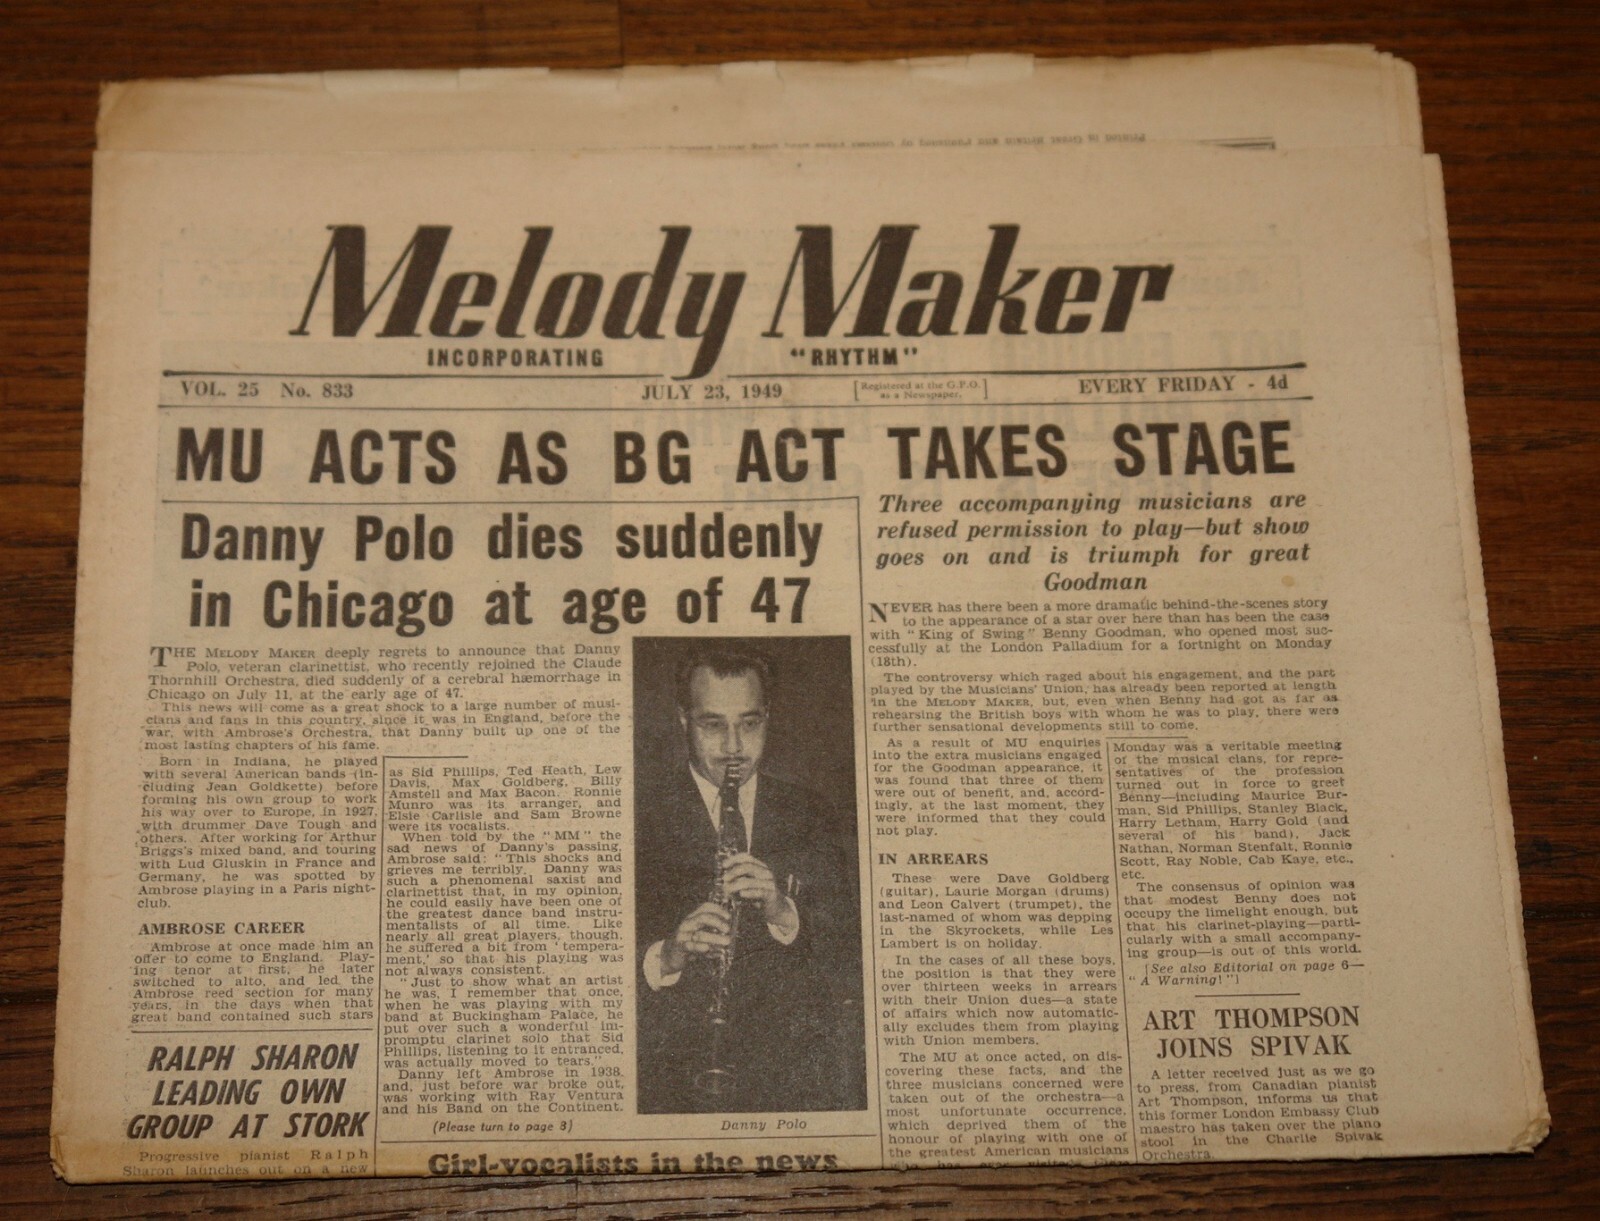 Melody Maker
INCORPORATING "RHYTHM"
VOL. 25 No. 833
JULY 23, 1949
[Registered at the G.P.O.
as a Newspaper.]
EVERY FRIDAY - 4d
MU ACTS AS BG ACT TAKES STAGE
Danny Polo dies suddenly
in Chicago at age of 47
THE MELODY MAKER deeply regrets to announce that Danny
Polo, veteran clarinettist, who recently rejoined the Claude
Thornhill Orchestra, died suddenly of a cerebral hæmorrhage in
Chicago on July 11, at the early age of 47.
This news will come as a great shock to a large number of musi-
cians and fans in this country, since it was in England, before the
war, with Ambrose's Orchestra, that Danny built up one of the
most lasting chapters of his fame.
Born in Indiana, he played
with several American bands (in-
cluding Jean Goldkette) before
forming his own group to work
his way over to Europe, in 1927,
with drummer Dave Tough and
others. After working for Arthur
Briggs's mixed band, and touring
with Lud Gluskin in France and
Germany, he was spotted by
Ambrose playing in a Paris night-
club.
AMBROSE CAREER
Ambrose at once made him an
offer to come to England. Play-
ing tenor at first, he later
switched to alto, and led the
Ambrose reed section for many
years, in the days when that
great band contained such stars
as Sid Phillips, Ted Heath, Lew
Davis, Max Goldberg, Billy
Amstell and Max Bacon. Ronnie
Munro was its arranger, and
Elsie Carlisle and Sam Browne
were its vocalists.
When told by the "MM" the
sad news of Danny's passing,
Ambrose said: "This shocks and
grieves me terribly. Danny was
such a phenomenal saxist and
clarinettist that, in my opinion,
he could easily have been one of
the greatest dance band instru-
mentalists of all time. Like
nearly all great players, though,
he suffered a bit from 'tempera-
ment,' so that his playing was
not always consistent.
"Just to show what an artist
he was, I remember that once,
when he was playing with my
band at Buckingham Palace, he
put over such a wonderful im-
promptu clarinet solo that Sid
Phillips, listening to it entranced,
was actually moved to tears."
Danny left Ambrose in 1938,
and, just before war broke out,
was working with Ray Ventura
and his Band on the Continent.
(Please turn to page 8)
Danny Polo
RALPH SHARON
LEADING OWN
GROUP AT STORK
Progressive pianist Ralph
Sharon launches out on a new
Girl-vocalists in the news
Three accompanying musicians are
refused permission to play—but show
goes on and is triumph for great
Goodman
NEVER has there been a more dramatic behind-the-scenes story
to the appearance of a star over here than has been the case
with "King of Swing" Benny Goodman, who opened most suc-
cessfully at the London Palladium for a fortnight on Monday
(18th).
The controversy which raged about his engagement, and the part
played by the Musicians' Union, has already been reported at length
in the MELODY MAKER, but, even when Benny had got as far as
rehearsing the British boys with whom he was to play, there were
further sensational developments still to come.
As a result of MU enquiries
into the extra musicians engaged
for the Goodman appearance, it
was found that three of them
were out of benefit, and, accord-
ingly, at the last moment, they
were informed that they could
not play.
IN ARREARS
These were Dave Goldberg
(guitar), Laurie Morgan (drums)
and Leon Calvert (trumpet), the
last-named of whom was depping
in the Skyrockets, while Les
Lambert is on holiday.
In the cases of all these boys,
the position is that they were
over thirteen weeks in arrears
with their Union dues—a state
of affairs which now automatic-
ally excludes them from playing
with Union members.
The MU at once acted, on dis-
covering these facts, and the
three musicians concerned were
taken out of the orchestra—a
most unfortunate occurrence,
which deprived them of the
honour of playing with one of
the greatest American musicians
who has ever visited
Monday was a veritable meeting
of the musical clans, for repre-
sentatives of the profession
turned out in force to greet
Benny—including Maurice Bur-
man, Sid Phillips, Stanley Black,
Harry Letham, Harry Gold (and
several of his band), Jack
Nathan, Norman Stenfalt, Ronnie
Scott, Ray Noble, Cab Kaye, etc.,
etc.
The consensus of opinion was
that modest Benny does not
occupy the limelight enough, but
that his clarinet-playing—parti-
cularly with a small accompany-
ing group—is out of this world.
[See also Editorial on page 6—
"A Warning!"]
ART THOMPSON
JOINS SPIVAK
A letter received just as we go
to press, from Canadian pianist
Art Thompson, informs us that
this former London Embassy Club
maestro has taken over the piano
stool in the Charlie Spivak
Orchestra.